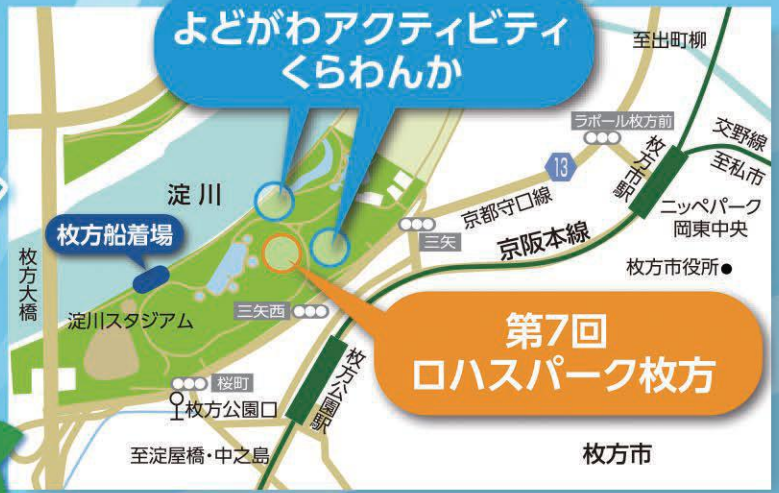 よどがわアクティビティ
くらわんか
至出町柳
ラポール枚方前
交野線
至私市
枚方市駅
13
京都守口線
淀川
ニッペパーク
岡東中央
枚方船着場
三矢
京阪本線
枚方市役所●
枚方大橋
淀川スタジアム
三矢西
第7回
ロハスパーク枚方
桜町
枚方公園口
枚方公園駅
至淀屋橋・中之島
枚方市